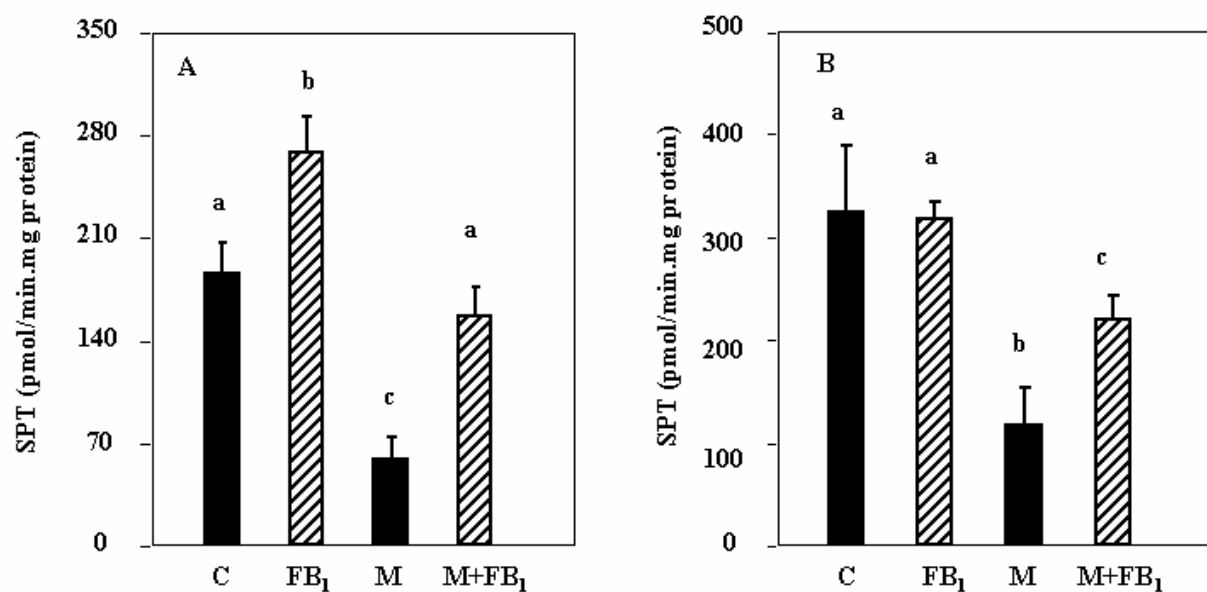 A
SPT (pmol/min.mg protein)
350
280
210
140
70
0
a
b
c
a
C FB₁ M M+FB₁
B
SPT (pmol/min.mg protein)
500
400
300
200
100
0
a
a
b
c
C FB₁ M M+FB₁